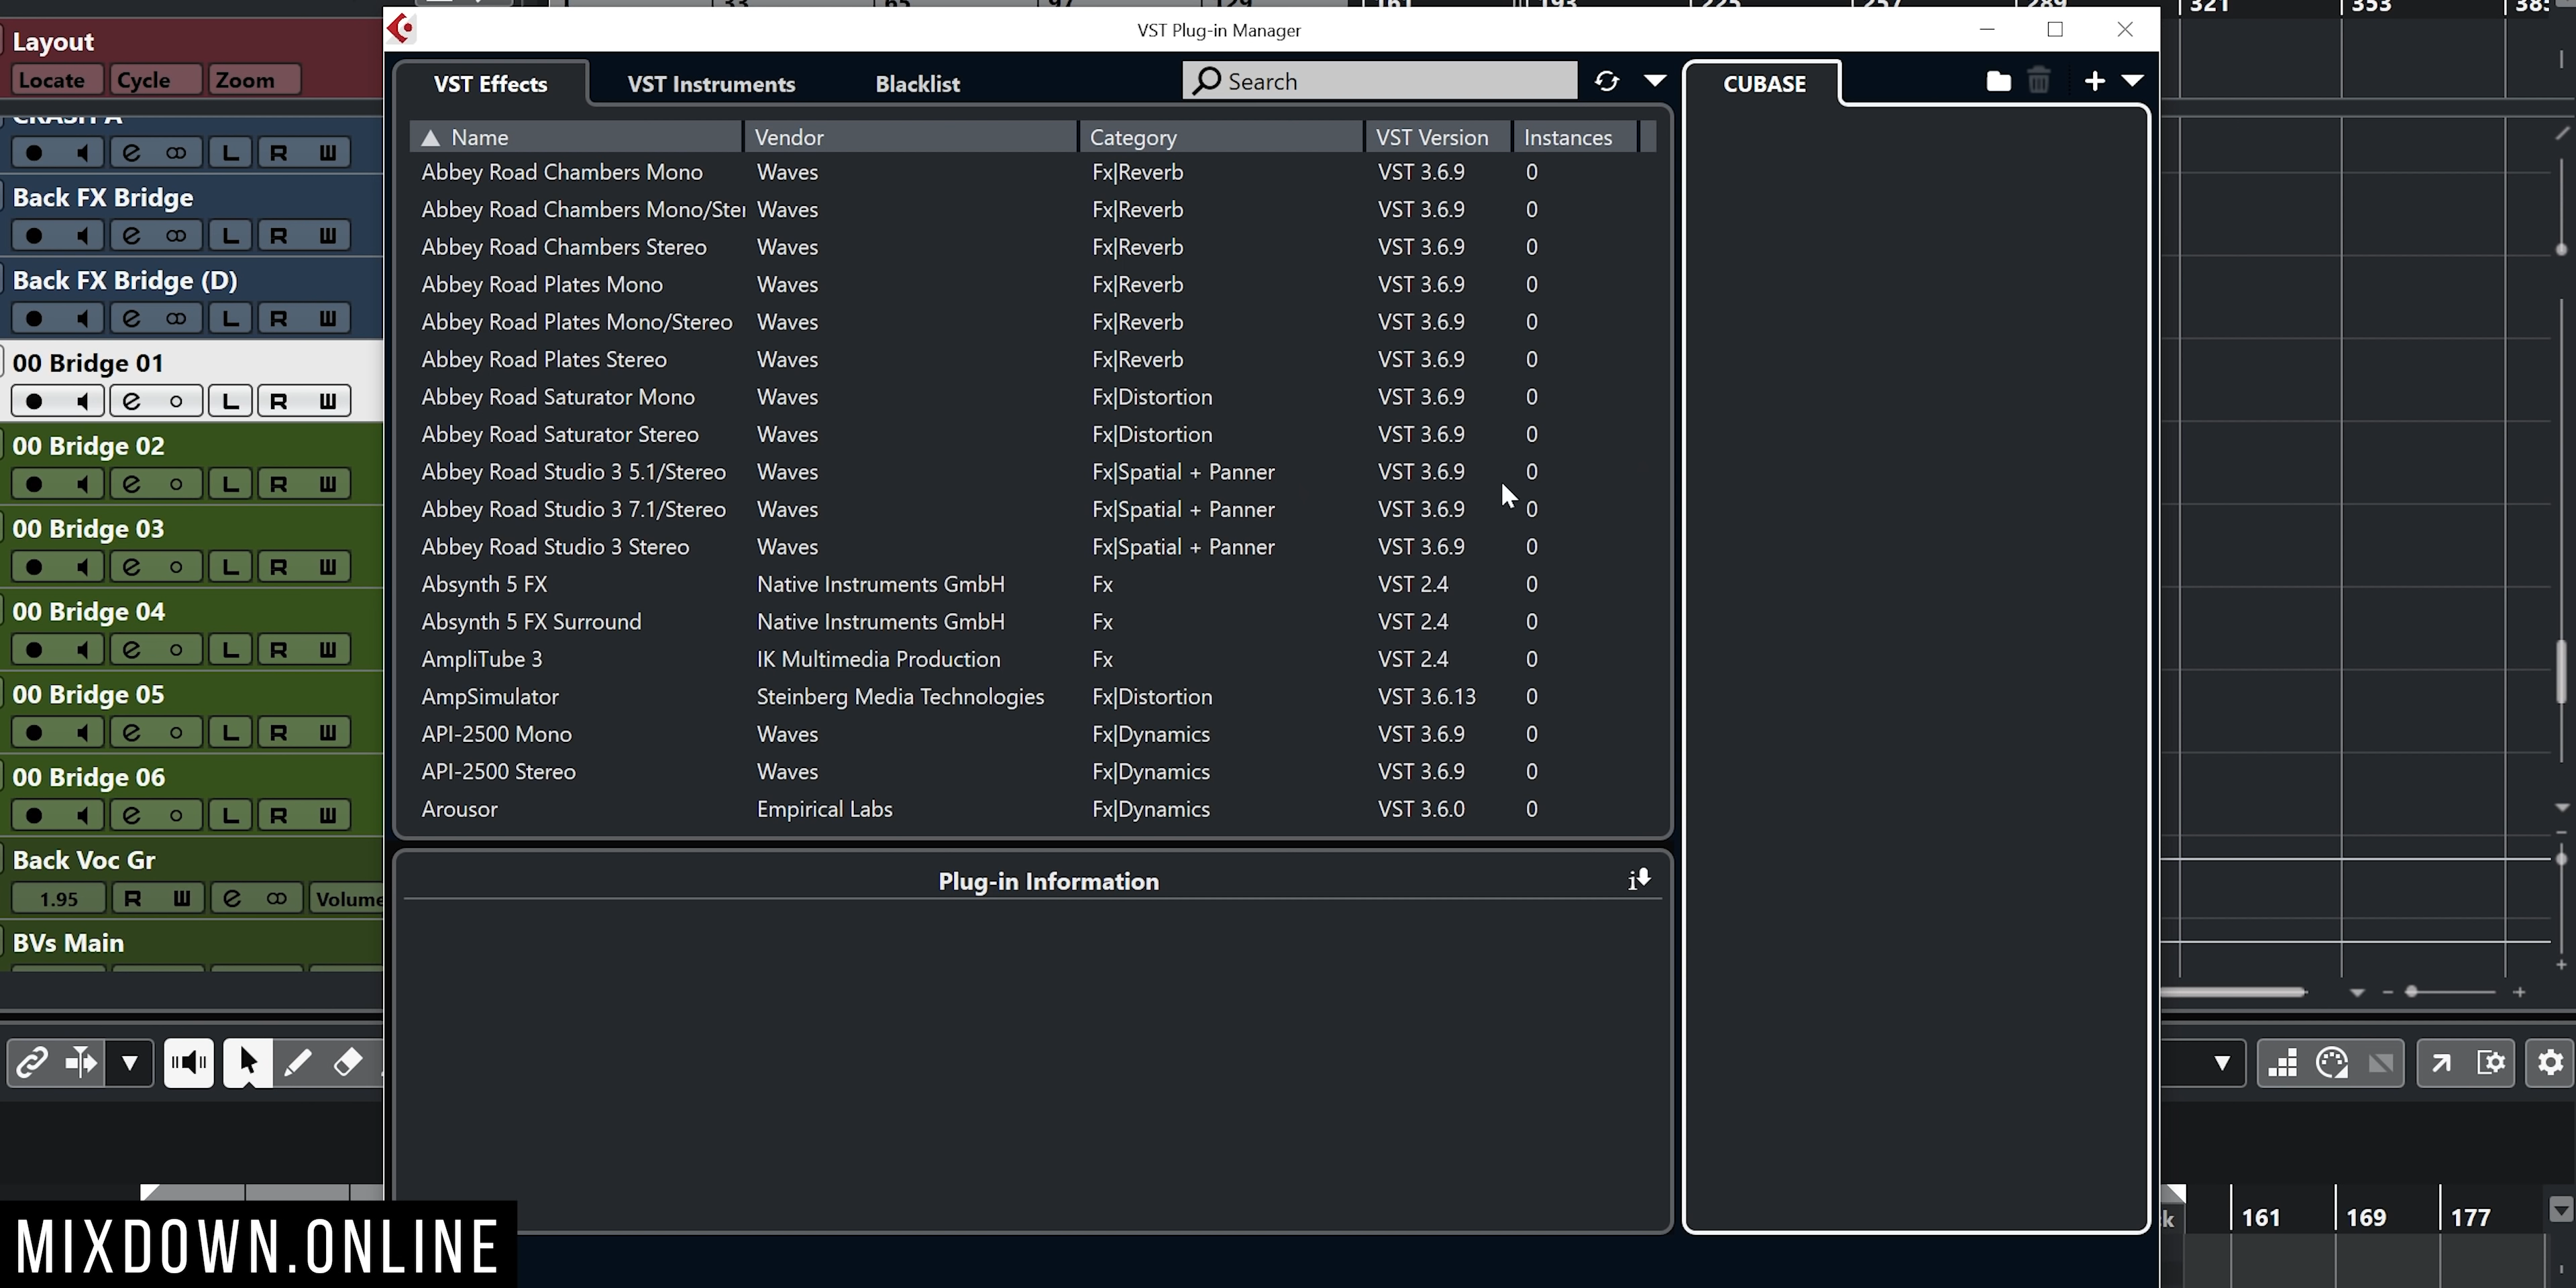 33 65 97 129 161 193 225 257 289 321 353 385
Layout
VST Plug-in Manager
Locate Cycle Zoom
VST Effects VST Instruments Blacklist Search CUBASE
CRASH A
Name Vendor Category VST Version Instances
L R W
Abbey Road Chambers Mono Waves Fx|Reverb VST 3.6.9 0
Back FX Bridge
Abbey Road Chambers Mono/Ster Waves Fx|Reverb VST 3.6.9 0
L R W
Abbey Road Chambers Stereo Waves Fx|Reverb VST 3.6.9 0
Back FX Bridge (D)
Abbey Road Plates Mono Waves Fx|Reverb VST 3.6.9 0
L R W
Abbey Road Plates Mono/Stereo Waves Fx|Reverb VST 3.6.9 0
00 Bridge 01
Abbey Road Plates Stereo Waves Fx|Reverb VST 3.6.9 0
L R W
Abbey Road Saturator Mono Waves Fx|Distortion VST 3.6.9 0
00 Bridge 02
Abbey Road Saturator Stereo Waves Fx|Distortion VST 3.6.9 0
L R W
Abbey Road Studio 3 5.1/Stereo Waves Fx|Spatial + Panner VST 3.6.9 0
00 Bridge 03
Abbey Road Studio 3 7.1/Stereo Waves Fx|Spatial + Panner VST 3.6.9 0
L R W
Abbey Road Studio 3 Stereo Waves Fx|Spatial + Panner VST 3.6.9 0
00 Bridge 04
Absynth 5 FX Native Instruments GmbH Fx VST 2.4 0
L R W
Absynth 5 FX Surround Native Instruments GmbH Fx VST 2.4 0
00 Bridge 05
AmpliTube 3 IK Multimedia Production Fx VST 2.4 0
L R W
AmpSimulator Steinberg Media Technologies Fx|Distortion VST 3.6.13 0
00 Bridge 06
API-2500 Mono Waves Fx|Dynamics VST 3.6.9 0
L R W
API-2500 Stereo Waves Fx|Dynamics VST 3.6.9 0
Arousor Empirical Labs Fx|Dynamics VST 3.6.0 0
Back Voc Gr
Plug-in Information
1.95 R W Volume
BVs Main
k 161 169 177
MIXDOWN.ONLINE